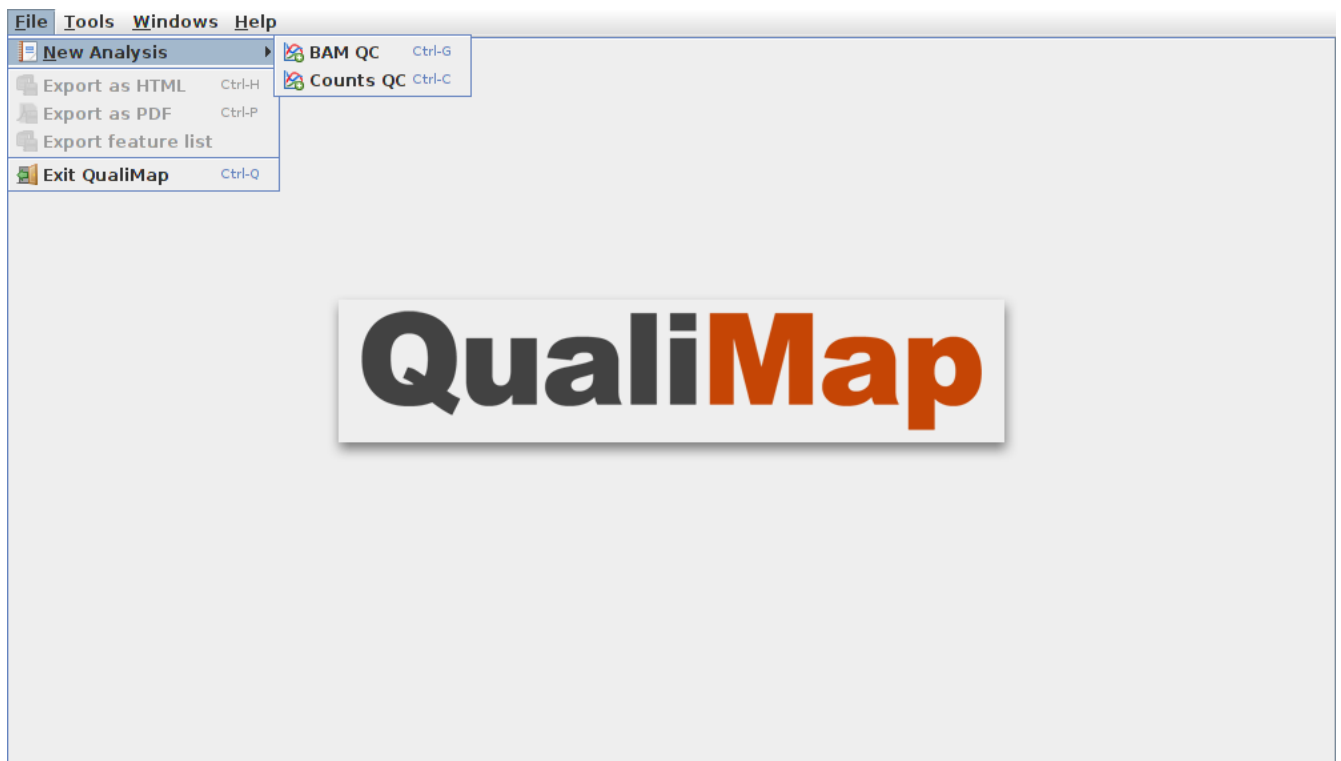 File Tools Windows Help
New Analysis
BAM QC Ctrl-G
Counts QC Ctrl-C
Export as HTML Ctrl-H
Export as PDF Ctrl-P
Export feature list
Exit QualiMap Ctrl-Q
QualiMap